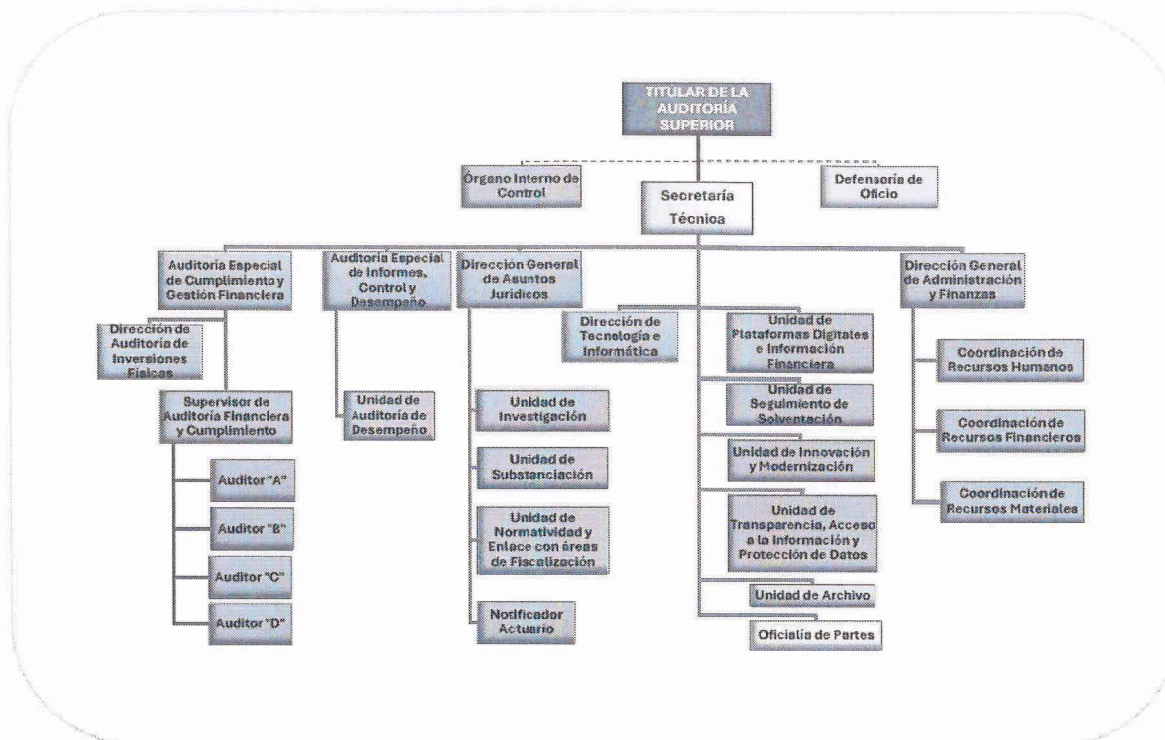 TITULAR DE LA
AUDITORÍA
SUPERIOR
Órgano Interno de
Control
Defensoría de
Oficio
Secretaría
Técnica
Auditoría Especial
de Cumplimiento y
Gestión Financiera
Auditoría Especial
de Informes,
Control y
Desempeño
Dirección General
de Asuntos
Jurídicos
Dirección General
de Administración
y Finanzas
Dirección de
Auditoría de
Inversiones
Físicas
Dirección de
Tecnología e
Informática
Unidad de
Plataformas Digitales
e Información
Financiera
Coordinación de
Recursos Humanos
Supervisor de
Auditoría Financiera
y Cumplimiento
Unidad de
Auditoría de
Desempeño
Unidad de
Investigación
Unidad de
Seguimiento de
Solventación
Coordinación de
Recursos Financieros
Auditor "A"
Unidad de
Substanciación
Unidad de Innovación
y Modernización
Coordinación de
Recursos Materiales
Auditor "B"
Unidad de
Normatividad y
Enlace con áreas
de Fiscalización
Unidad de
Transparencia, Acceso
a la Información y
Protección de Datos
Auditor "C"
Unidad de Archivo
Auditor "D"
Notificador
Actuario
Oficialía de Partes